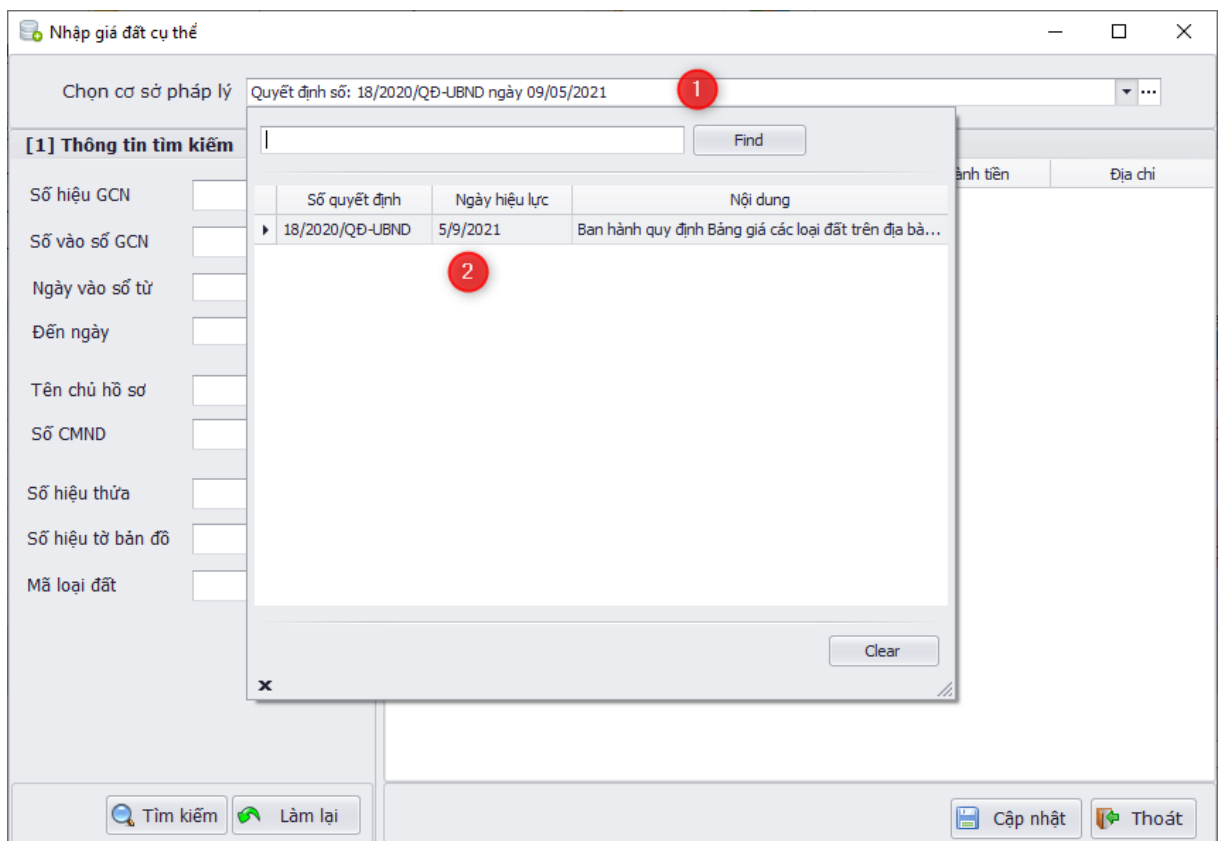 Nhập giá đất cụ thể
Chọn cơ sở pháp lý Quyết định số: 18/2020/QĐ-UBND ngày 09/05/2021 1
[1] Thông tin tìm kiếm
Find
Số quyết định Ngày hiệu lực Nội dung
18/2020/QĐ-UBND 5/9/2021 Ban hành quy định Bảng giá các loại đất trên địa bà...
2
Clear
x
tiền Địa chỉ
Số hiệu GCN
Số vào sổ GCN
Ngày vào sổ từ
Đến ngày
Tên chủ hồ sơ
Số CMND
Số hiệu thửa
Số hiệu tờ bản đồ
Mã loại đất
Tìm kiếm Làm lại
Cập nhật Thoát